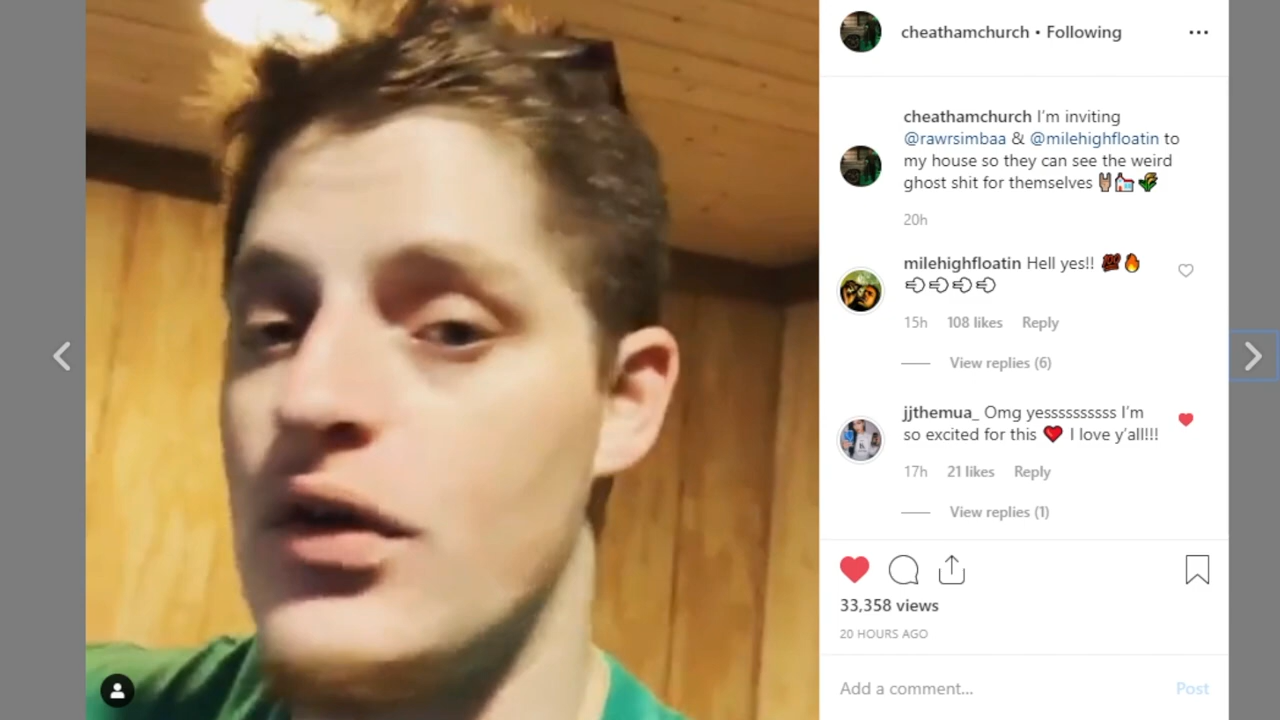 cheathamchurch • Following
cheathamchurch I'm inviting
@rawrsimbaa & @milehighfloatin to
my house so they can see the weird
ghost shit for themselves 🤘🏠🌾
20h
milehighfloatin Hell yes!! 💯🔥
💨💨💨💨
15h 108 likes Reply
View replies (6)
jjthemua_ Omg yessssssssss I'm
so excited for this ❤️ I love y'all!!!
17h 21 likes Reply
View replies (1)
33,358 views
20 HOURS AGO
Add a comment... Post